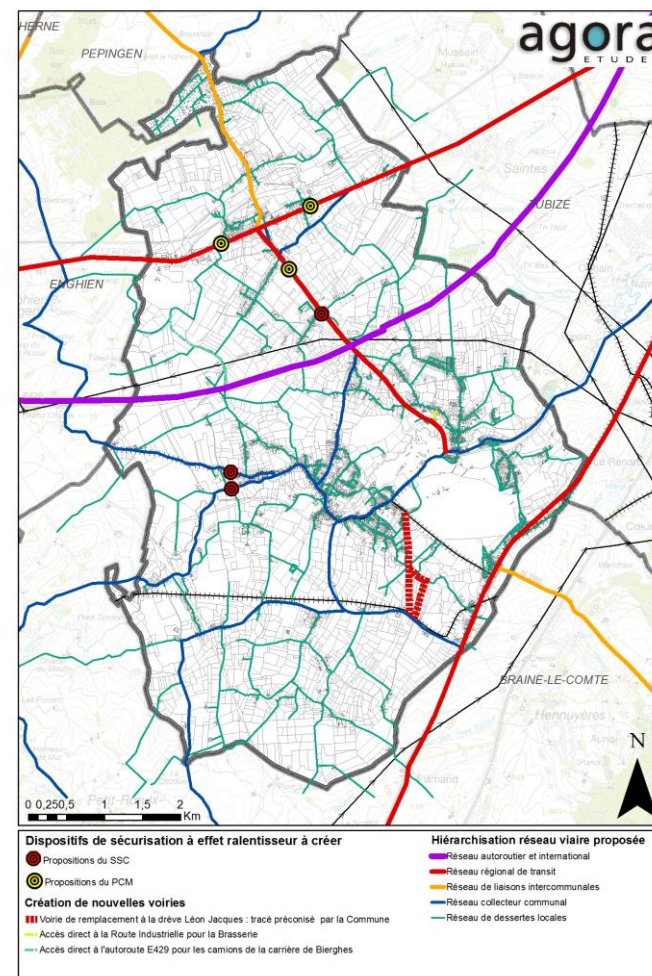 HERNE
PEPINGEN
agora
ETUDE
Saintes
TUBIZE
ENGHIEN
BRAINE-LE-COMTE
Hennuyères
N
0 0,25 0,5 1 2
Km
Dispositifs de sécurisation à effet ralentisseur à créer
Propositions du SSC
Propositions du PCM
Création de nouvelles voiries
Voirie de remplacement à la drève Léon Jacques : tracé préconisé par la Commune
Accès direct à la Route Industrielle pour la Brasserie
Accès direct à l'autoroute E429 pour les camions de la carrière de Bierghes
Hiérarchisation réseau viaire proposée
Réseau autoroutier et international
Réseau régional de transit
Réseau de liaisons intercommunales
Réseau collecteur communal
Réseau de dessertes locales